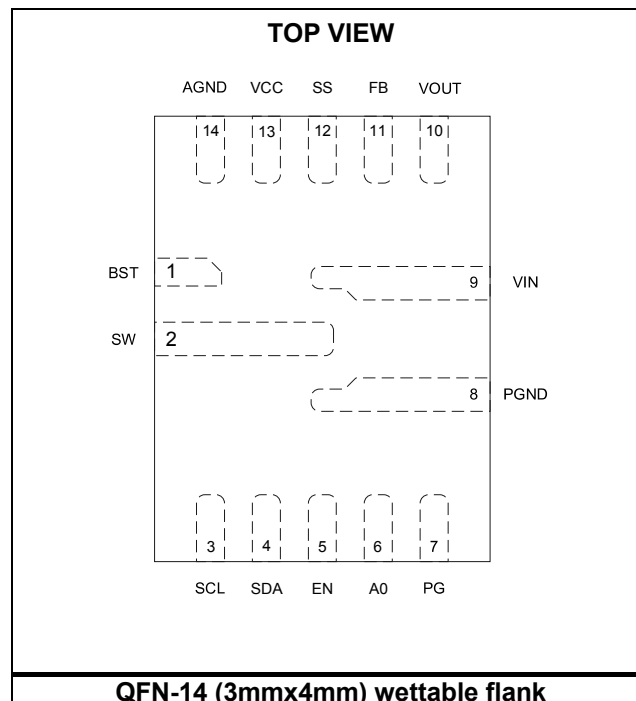 TOP VIEW
AGND VCC SS FB VOUT
14 13 12 11 10
BST 1
9 VIN
SW 2
8 PGND
3 4 5 6 7
SCL SDA EN A0 PG
QFN-14 (3mmx4mm) wettable flank